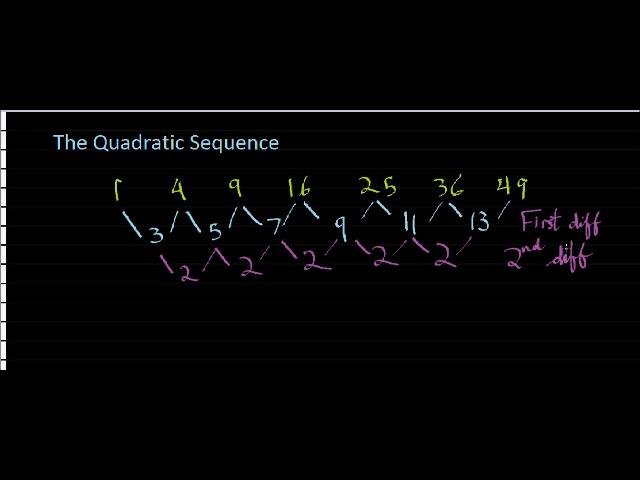 The Quadratic Sequence
1 4 9 16 25 36 49
3 5 7 9 11 13 First diff
2 2 2 2 2 2nd diff